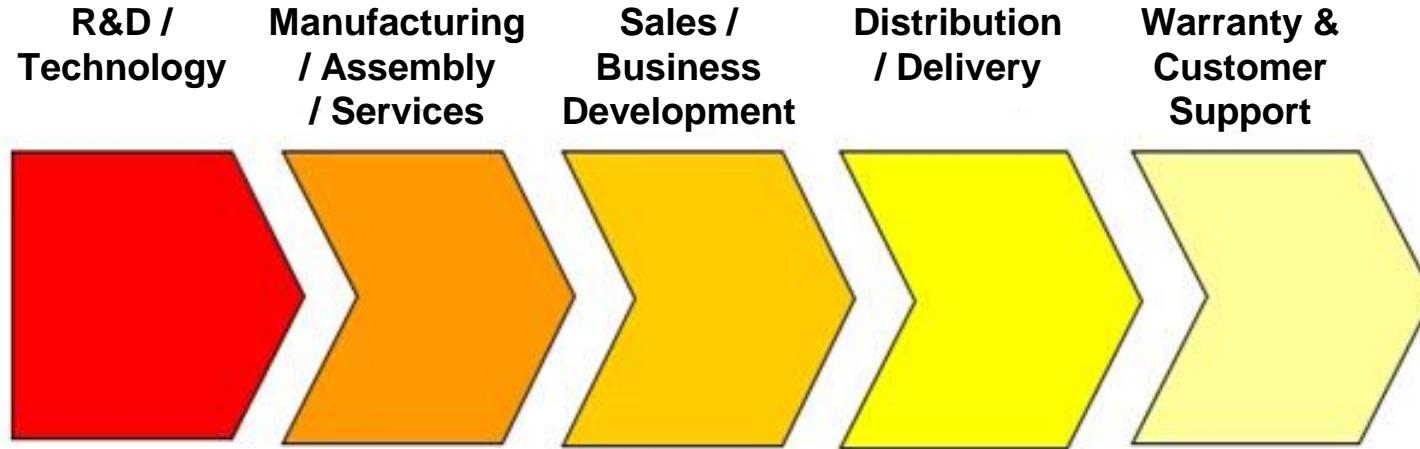 R&D /
Technology
Manufacturing
/ Assembly
/ Services
Sales /
Business
Development
Distribution
/ Delivery
Warranty &
Customer
Support